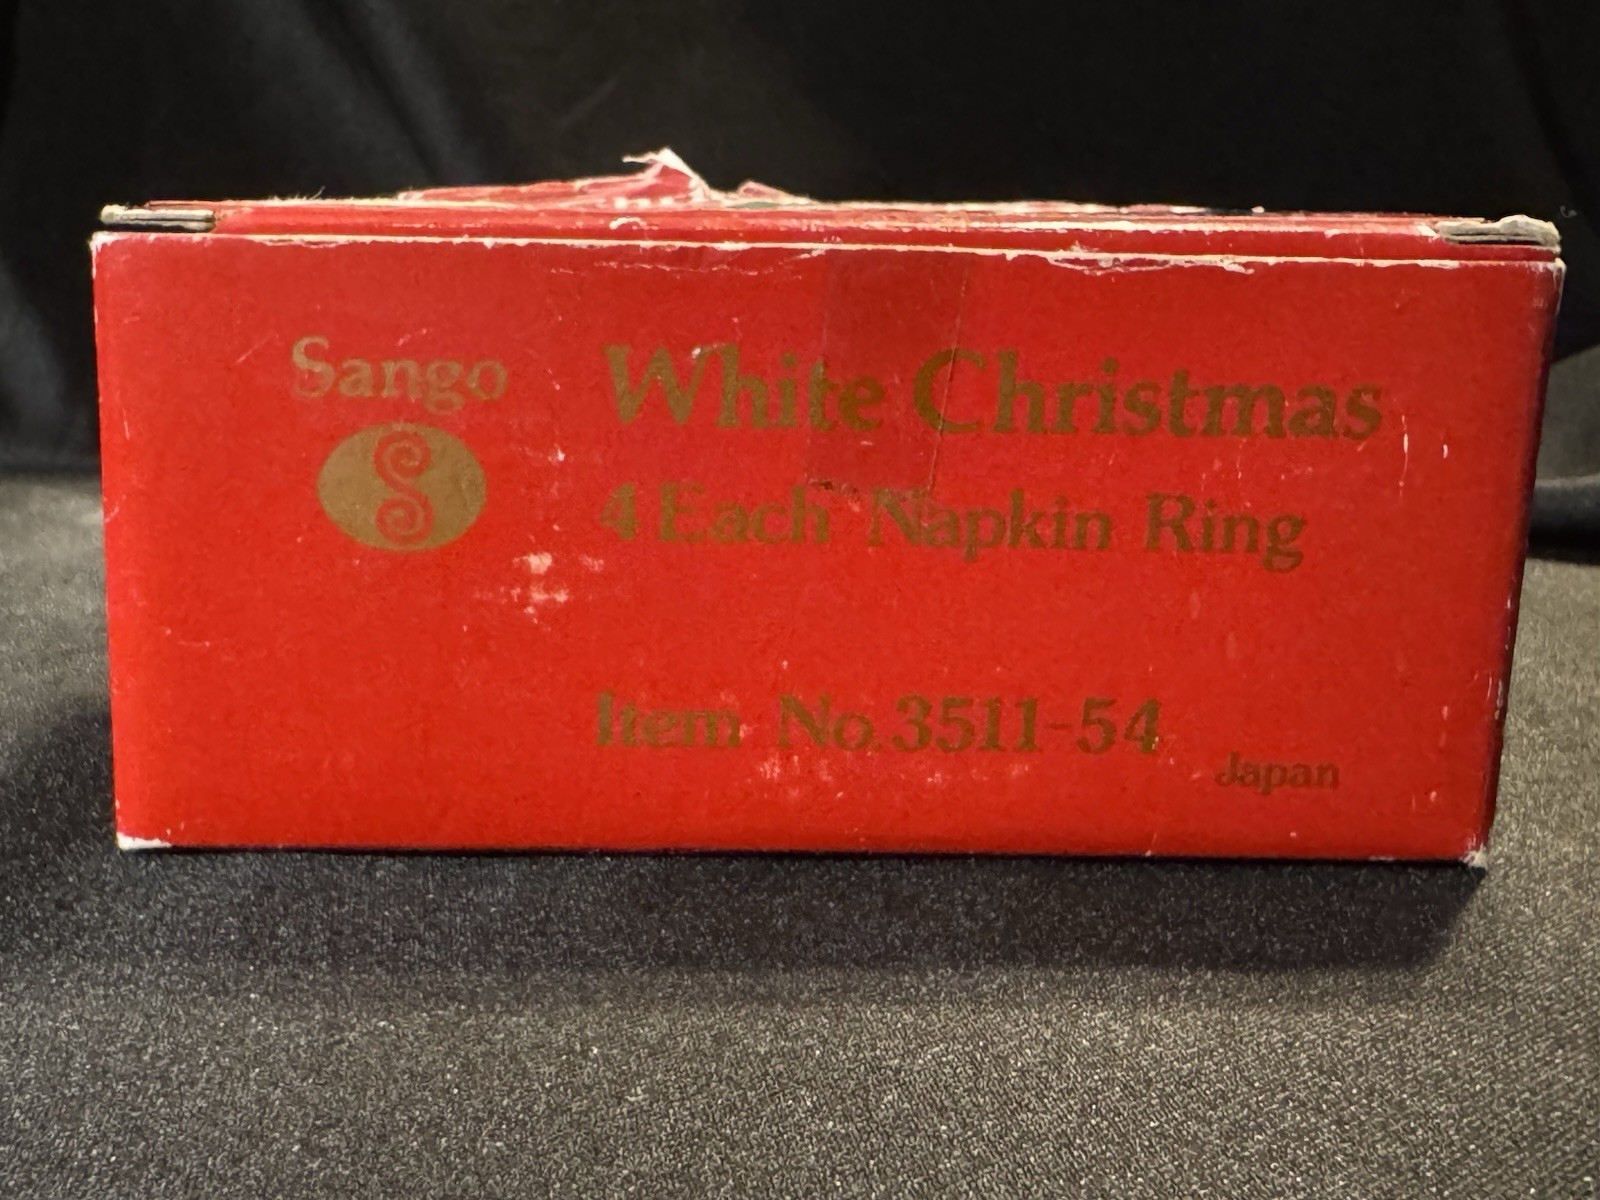 Sango
White Christmas
4 Each Napkin Ring
Item No. 3511-54
Japan